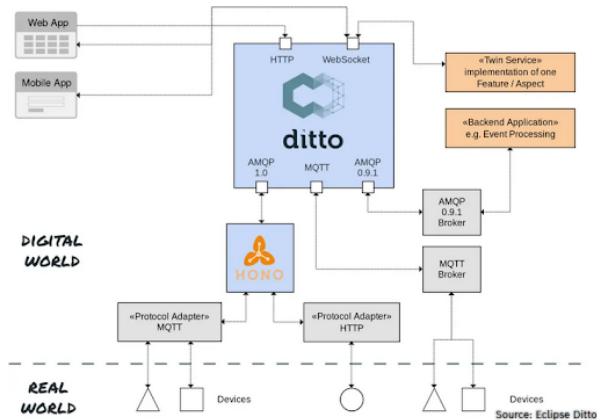 Web App
Mobile App
HTTP
WebSocket
ditto
«Twin Service»
implementation of one
Feature / Aspect
«Backend Application»
e.g. Event Processing
AMQP
1.0
MQTT
AMQP
0.9.1
AMQP
0.9.1
Broker
DIGITAL
WORLD
HONO
MQTT
Broker
«Protocol Adapter»
MQTT
«Protocol Adapter»
HTTP
REAL
WORLD
Devices
Devices
Source: Eclipse Ditto